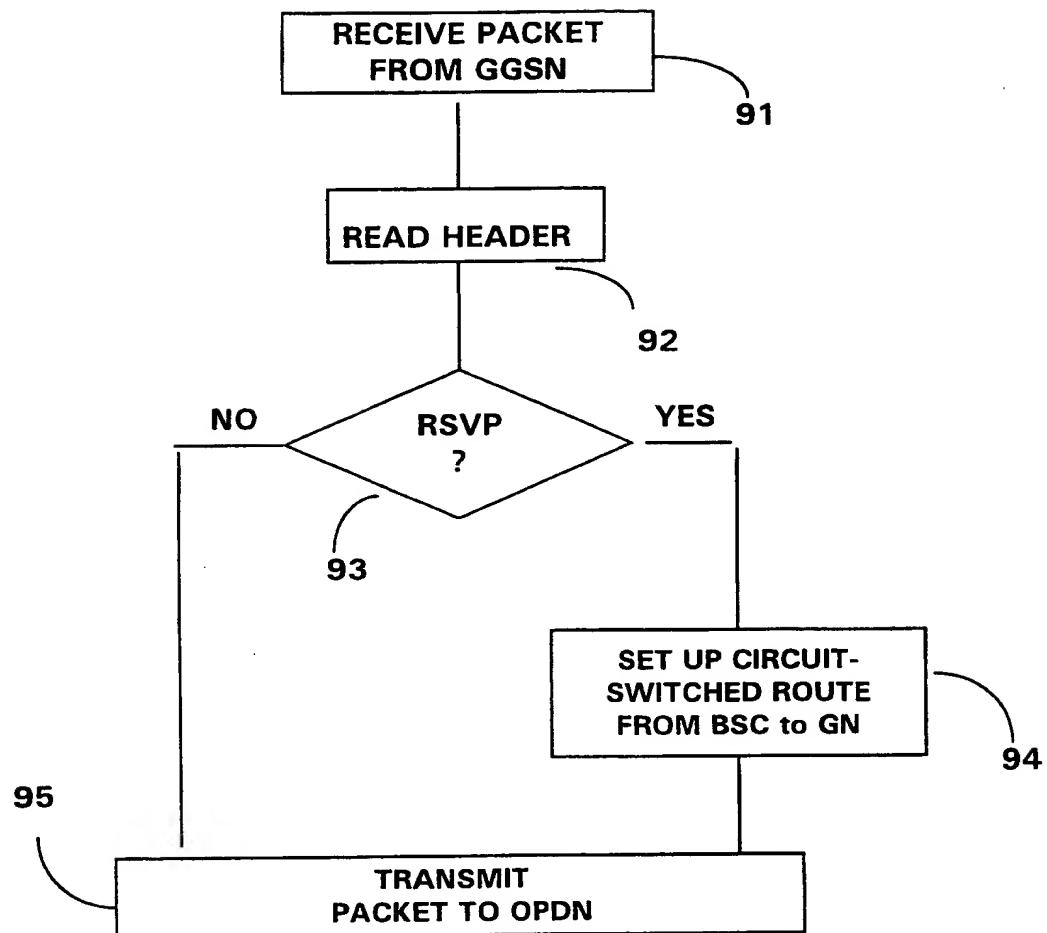 RECEIVE PACKET
FROM GGSN
91
READ HEADER
92
NO
RSVP
?
YES
93
SET UP CIRCUIT-
SWITCHED ROUTE
FROM BSC to GN
94
95
TRANSMIT
PACKET TO OPDN